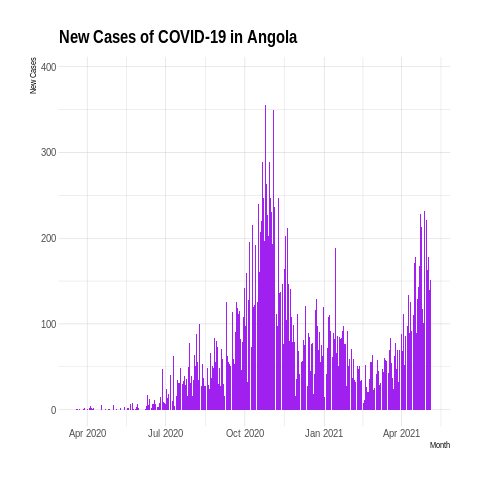 New Cases of COVID-19 in Angola
New Cases
400
300
200
100
0
Apr 2020 Jul 2020 Oct 2020 Jan 2021 Apr 2021
Month